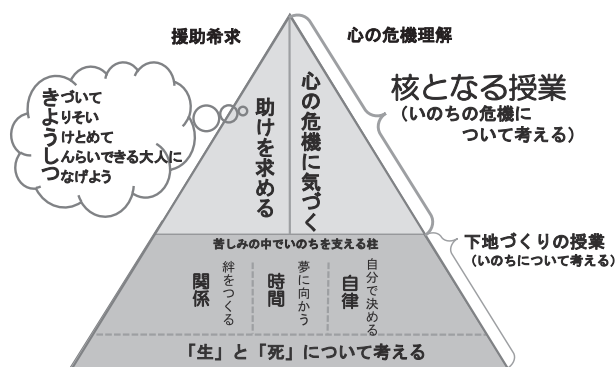 援助希求
心の危機理解
きづいて
よりそい
うけとめて
しんらいできる大人に
つなげよう
助けを求める
心の危機に気づく
核となる授業
（いのちの危機に
ついて考える）
苦しみの中でいのちを支える柱
下地づくりの授業
（いのちについて考える）
関係
絆をつくる
時間
夢に向かう
自律
自分で決める
「生」と「死」について考える